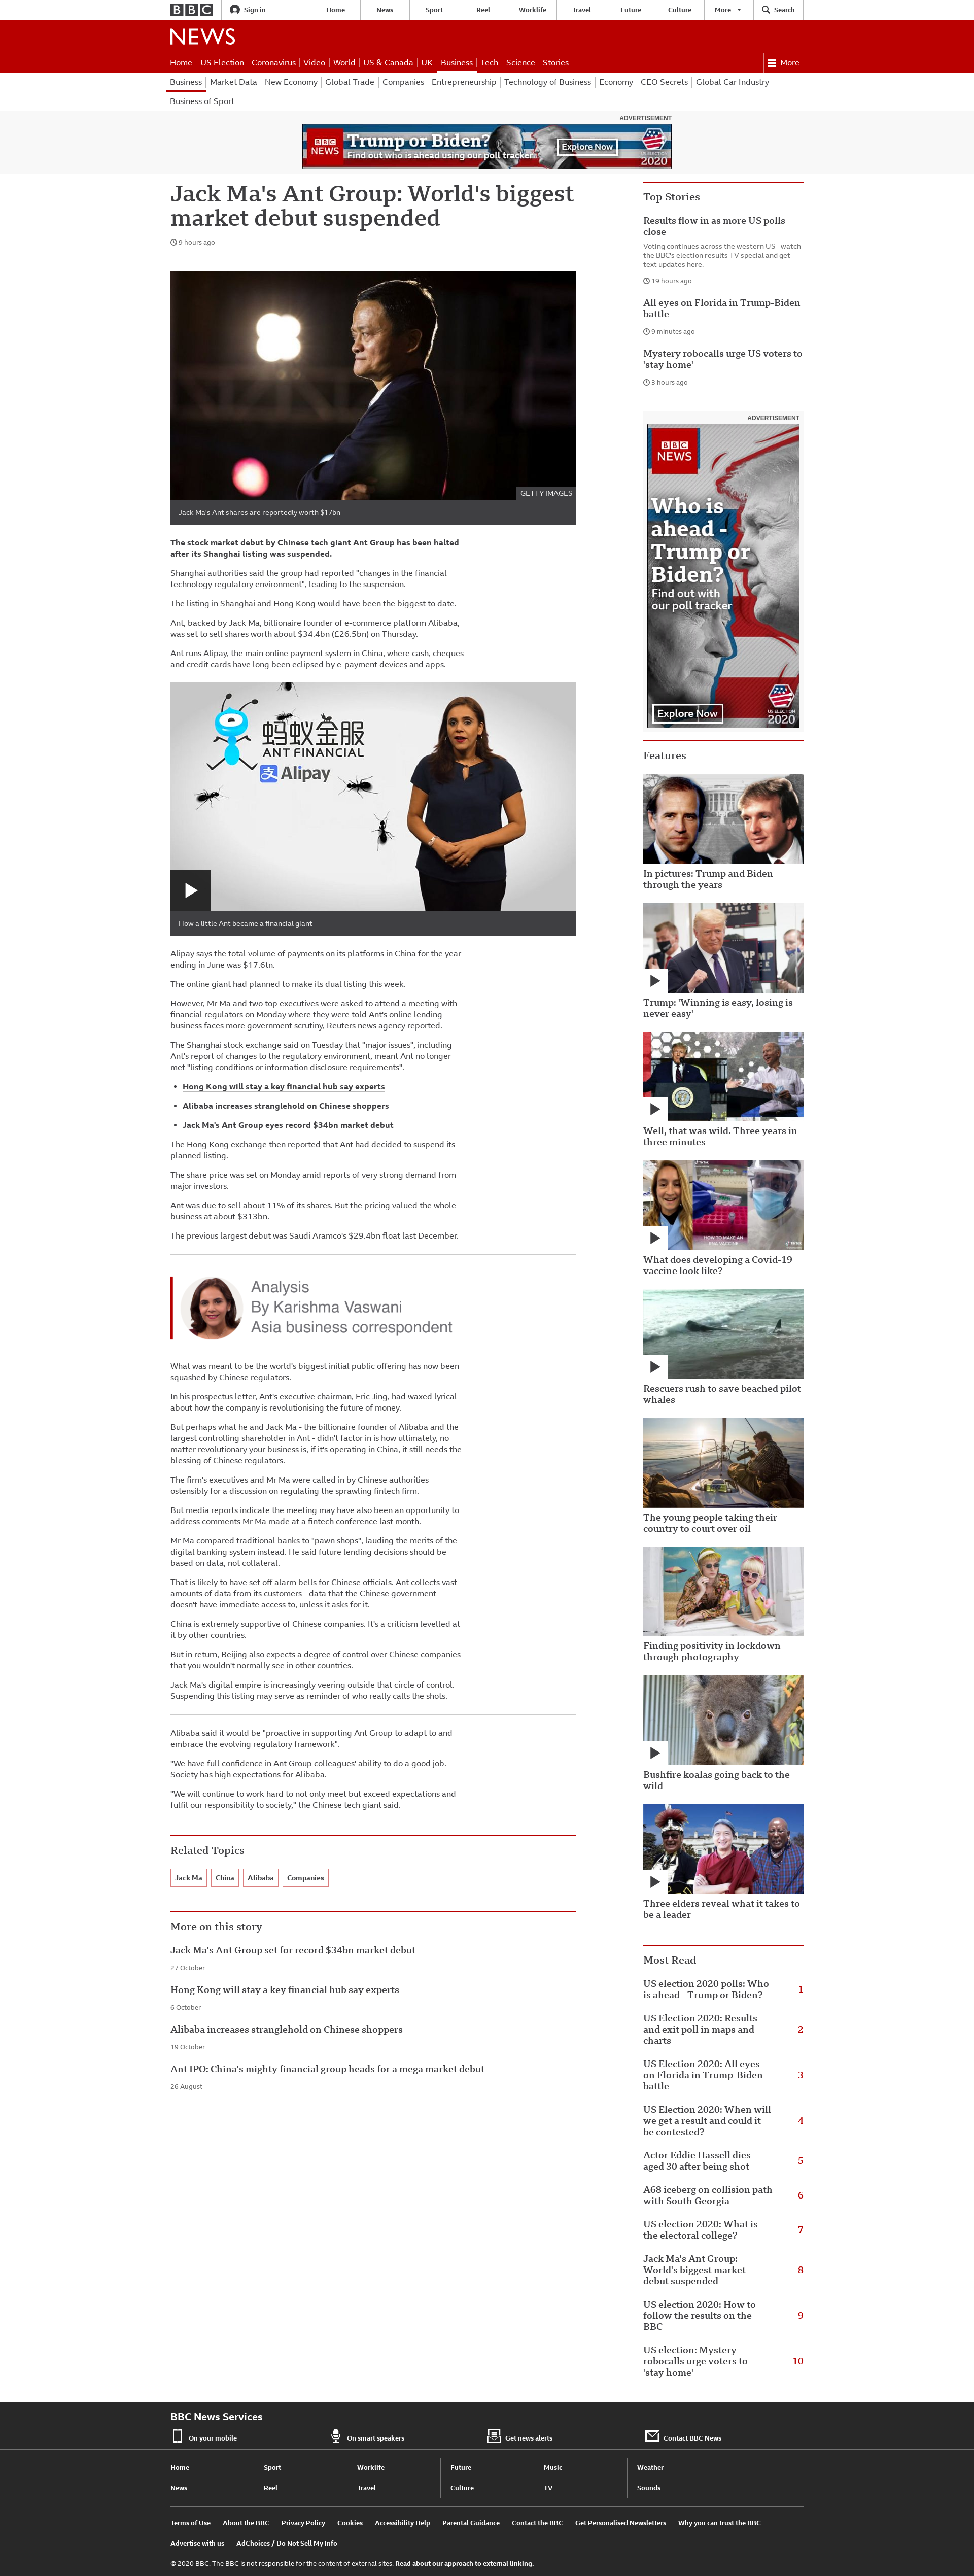 BBC
Sign in
Home
News
Sport
Reel
Worklife
Travel
Future
Culture
More
Search
NEWS
Home
US Election
Coronavirus
Video
World
US & Canada
UK
Business
Tech
Science
Stories
More
Business
Market Data
New Economy
Global Trade
Companies
Entrepreneurship
Technology of Business
Economy
CEO Secrets
Global Car Industry
Business of Sport
ADVERTISEMENT
BBC
NEWS
Trump or Biden?
Find out who is ahead using our poll tracker
Explore Now
US ELECTION
2020
Jack Ma's Ant Group: World's biggest
market debut suspended
9 hours ago
GETTY IMAGES
Jack Ma's Ant shares are reportedly worth $17bn
The stock market debut by Chinese tech giant Ant Group has been halted
after its Shanghai listing was suspended.
Shanghai authorities said the group had reported "changes in the financial
technology regulatory environment", leading to the suspension.
The listing in Shanghai and Hong Kong would have been the biggest to date.
Ant, backed by Jack Ma, billionaire founder of e-commerce platform Alibaba,
was set to sell shares worth about $34.4bn (£26.5bn) on Thursday.
Ant runs Alipay, the main online payment system in China, where cash, cheques
and credit cards have long been eclipsed by e-payment devices and apps.
蚂蚁金服
ANT FINANCIAL
支 Alipay
How a little Ant became a financial giant
Alipay says the total volume of payments on its platforms in China for the year
ending in June was $17.6tn.
The online giant had planned to make its dual listing this week.
However, Mr Ma and two top executives were asked to attend a meeting with
financial regulators on Monday where they were told Ant's online lending
business faces more government scrutiny, Reuters news agency reported.
The Shanghai stock exchange said on Tuesday that "major issues", including
Ant's report of changes to the regulatory environment, meant Ant no longer
met "listing conditions or information disclosure requirements".
• Hong Kong will stay a key financial hub say experts
• Alibaba increases stranglehold on Chinese shoppers
• Jack Ma's Ant Group eyes record $34bn market debut
The Hong Kong exchange then reported that Ant had decided to suspend its
planned listing.
The share price was set on Monday amid reports of very strong demand from
major investors.
Ant was due to sell about 11% of its shares. But the pricing valued the whole
business at about $313bn.
The previous largest debut was Saudi Aramco's $29.4bn float last December.
Analysis
By Karishma Vaswani
Asia business correspondent
What was meant to be the world's biggest initial public offering has now been
squashed by Chinese regulators.
In his prospectus letter, Ant's executive chairman, Eric Jing, had waxed lyrical
about how the company is revolutionising the future of money.
But perhaps what he and Jack Ma - the billionaire founder of Alibaba and the
largest controlling shareholder in Ant - didn't factor in is how ultimately, no
matter revolutionary your business is, if it's operating in China, it still needs the
blessing of Chinese regulators.
The firm's executives and Mr Ma were called in by Chinese authorities
ostensibly for a discussion on regulating the sprawling fintech firm.
But media reports indicate the meeting may have also been an opportunity to
address comments Mr Ma made at a fintech conference last month.
Mr Ma compared traditional banks to "pawn shops", lauding the merits of the
digital banking system instead. He said future lending decisions should be
based on data, not collateral.
That is likely to have set off alarm bells for Chinese officials. Ant collects vast
amounts of data from its customers - data that the Chinese government
doesn't have immediate access to, unless it asks for it.
China is extremely supportive of Chinese companies. It's a criticism levelled at
it by other countries.
But in return, Beijing also expects a degree of control over Chinese companies
that you wouldn't normally see in other countries.
Jack Ma's digital empire is increasingly veering outside that circle of control.
Suspending this listing may serve as reminder of who really calls the shots.
Alibaba said it would be "proactive in supporting Ant Group to adapt to and
embrace the evolving regulatory framework".
"We have full confidence in Ant Group colleagues' ability to do a good job.
Society has high expectations for Alibaba.
"We will continue to work hard to not only meet but exceed expectations and
fulfil our responsibility to society," the Chinese tech giant said.
Related Topics
Jack Ma
China
Alibaba
Companies
More on this story
Jack Ma's Ant Group set for record $34bn market debut
27 October
Hong Kong will stay a key financial hub say experts
6 October
Alibaba increases stranglehold on Chinese shoppers
19 October
Ant IPO: China's mighty financial group heads for a mega market debut
26 August
Top Stories
Results flow in as more US polls
close
Voting continues across the western US - watch
the BBC's election results TV special and get
text updates here.
19 hours ago
All eyes on Florida in Trump-Biden
battle
9 minutes ago
Mystery robocalls urge US voters to
'stay home'
3 hours ago
ADVERTISEMENT
BBC
NEWS
Who is
ahead -
Trump or
Biden?
Find out with
our poll tracker
Explore Now
US ELECTION
2020
Features
In pictures: Trump and Biden
through the years
Trump: 'Winning is easy, losing is
never easy'
Well, that was wild. Three years in
three minutes
HOW TO MAKE AN
RNA VACCINE
What does developing a Covid-19
vaccine look like?
Rescuers rush to save beached pilot
whales
The young people taking their
country to court over oil
Finding positivity in lockdown
through photography
Bushfire koalas going back to the
wild
Three elders reveal what it takes to
be a leader
Most Read
US election 2020 polls: Who
is ahead - Trump or Biden?
1
US Election 2020: Results
and exit poll in maps and
charts
2
US Election 2020: All eyes
on Florida in Trump-Biden
battle
3
US Election 2020: When will
we get a result and could it
be contested?
4
Actor Eddie Hassell dies
aged 30 after being shot
5
A68 iceberg on collision path
with South Georgia
6
US election 2020: What is
the electoral college?
7
Jack Ma's Ant Group:
World's biggest market
debut suspended
8
US election 2020: How to
follow the results on the
BBC
9
US election: Mystery
robocalls urge voters to
'stay home'
10
BBC News Services
On your mobile
On smart speakers
Get news alerts
Contact BBC News
Home
Sport
Worklife
Future
Music
Weather
News
Reel
Travel
Culture
TV
Sounds
Terms of Use
About the BBC
Privacy Policy
Cookies
Accessibility Help
Parental Guidance
Contact the BBC
Get Personalised Newsletters
Why you can trust the BBC
Advertise with us
AdChoices / Do Not Sell My Info
© 2020 BBC. The BBC is not responsible for the content of external sites. Read about our approach to external linking.